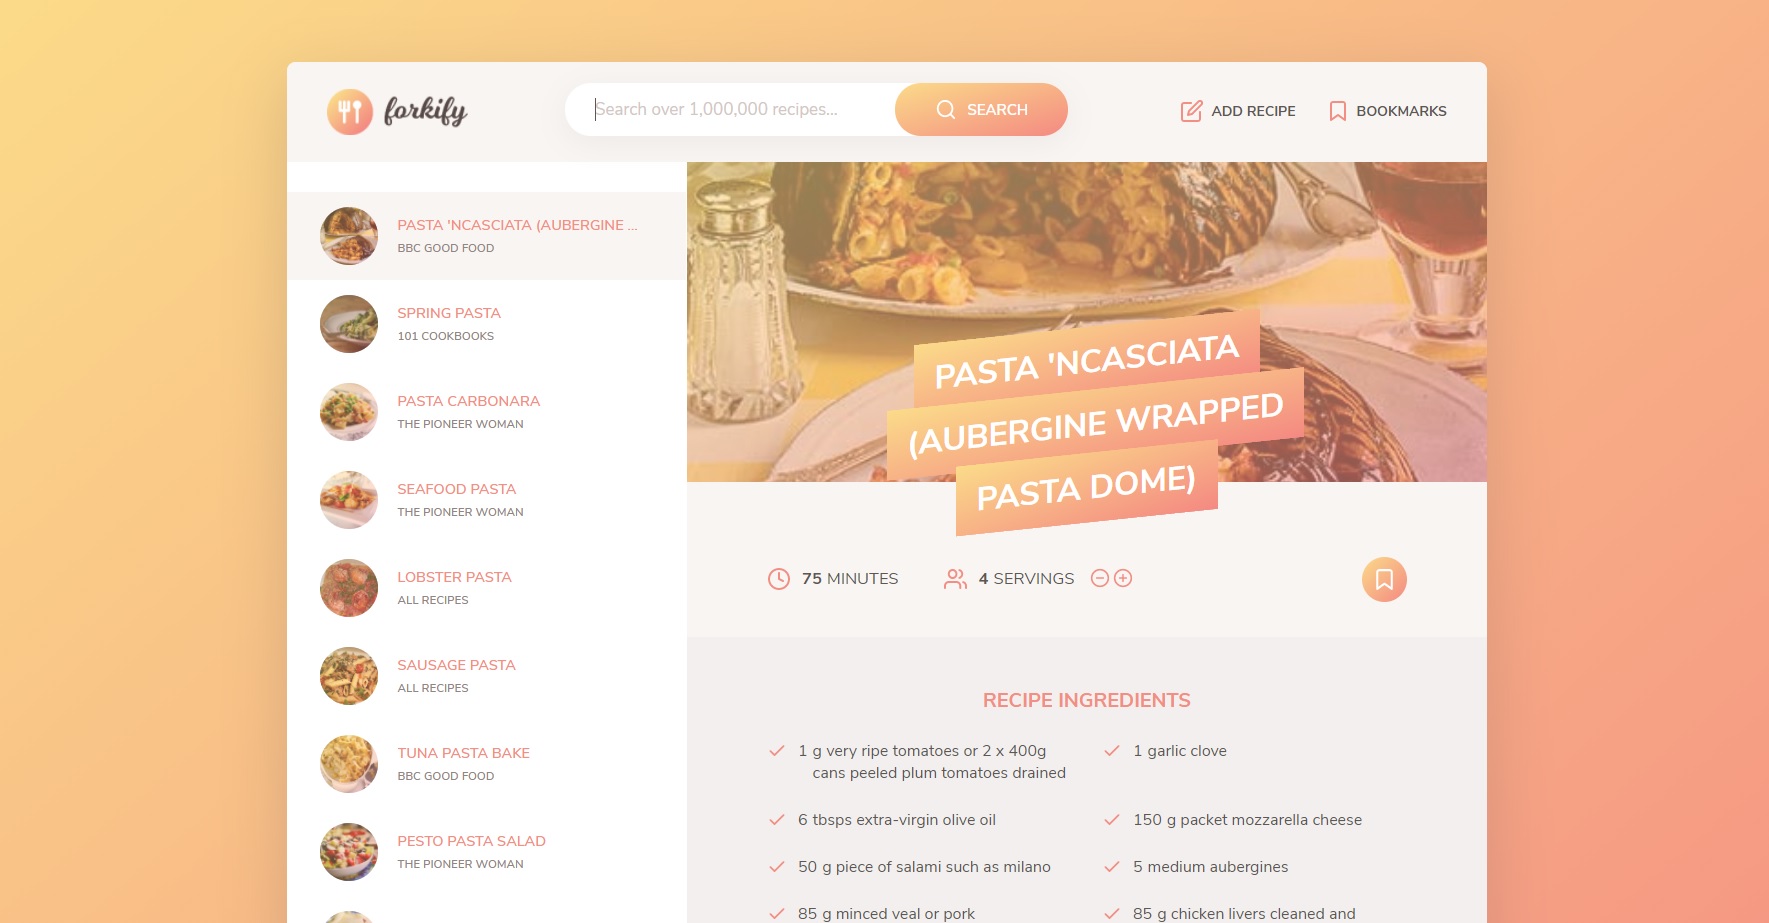 forkify
Search over 1,000,000 recipes...
SEARCH
ADD RECIPE
BOOKMARKS
PASTA 'NCASCIATA (AUBERGINE ...
BBC GOOD FOOD
SPRING PASTA
101 COOKBOOKS
PASTA CARBONARA
THE PIONEER WOMAN
SEAFOOD PASTA
THE PIONEER WOMAN
LOBSTER PASTA
ALL RECIPES
SAUSAGE PASTA
ALL RECIPES
TUNA PASTA BAKE
BBC GOOD FOOD
PESTO PASTA SALAD
THE PIONEER WOMAN
PASTA 'NCASCIATA
(AUBERGINE WRAPPED
PASTA DOME)
75 MINUTES
4 SERVINGS
RECIPE INGREDIENTS
1 g very ripe tomatoes or 2 x 400g
cans peeled plum tomatoes drained
1 garlic clove
6 tbsps extra-virgin olive oil
150 g packet mozzarella cheese
50 g piece of salami such as milano
5 medium aubergines
85 g minced veal or pork
85 g chicken livers cleaned and